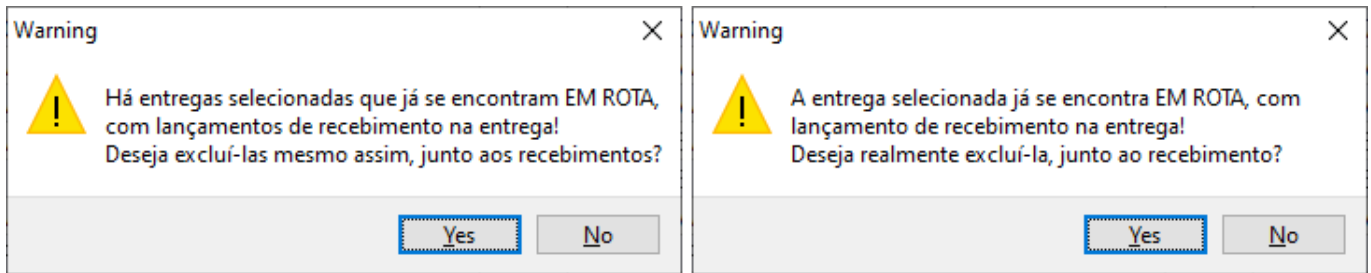 Warning
Há entregas selecionadas que já se encontram EM ROTA,
com lançamentos de recebimento na entrega!
Deseja excluí-las mesmo assim, junto aos recebimentos?
Yes
No
Warning
A entrega selecionada já se encontra EM ROTA, com
lançamento de recebimento na entrega!
Deseja realmente excluí-la, junto ao recebimento?
Yes
No